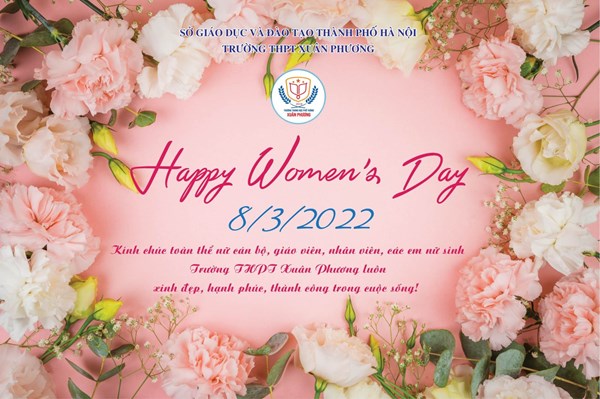 SỞ GIÁO DỤC VÀ ĐÀO TẠO THÀNH PHỐ HÀ NỘI
TRƯỜNG THPT XUÂN PHƯƠNG
XUÂN PHƯƠNG
Happy Women's Day
8/3/2022
Kính chúc toàn thể nữ cán bộ, giáo viên, nhân viên, các em nữ sinh
Trường THPT Xuân Phương luôn
xinh đẹp, hạnh phúc, thành công trong cuộc sống!